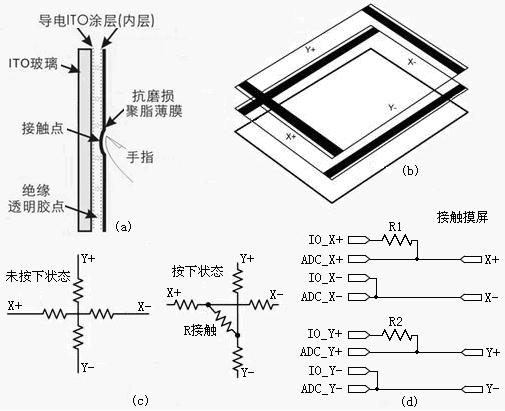 导电ITO涂层(内层)
ITO玻璃
抗磨损
聚脂薄膜
接触点
手指
绝缘
透明胶点
(a)
Y+
X-
Y-
X+
(b)
未按下状态
Y+
X+
X-
Y-
按下状态
Y+
X+
X-
R接触
Y-
(c)
接触摸屏
IO_X+
R1
ADC_X+
X+
IO_X-
ADC_X-
X-
IO_Y+
R2
ADC_Y+
Y+
IO_Y-
ADC_Y-
Y-
(d)